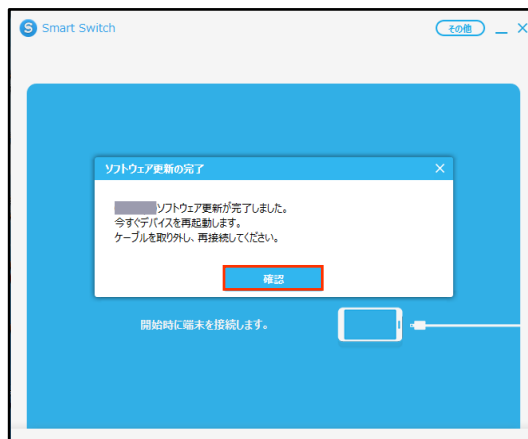 S Smart Switch
その他
ソフトウェア更新の完了
ソフトウェア更新が完了しました。
今すぐデバイスを再起動します。
ケーブルを取り外し、再接続してください。
確認
開始時に端末を接続します。